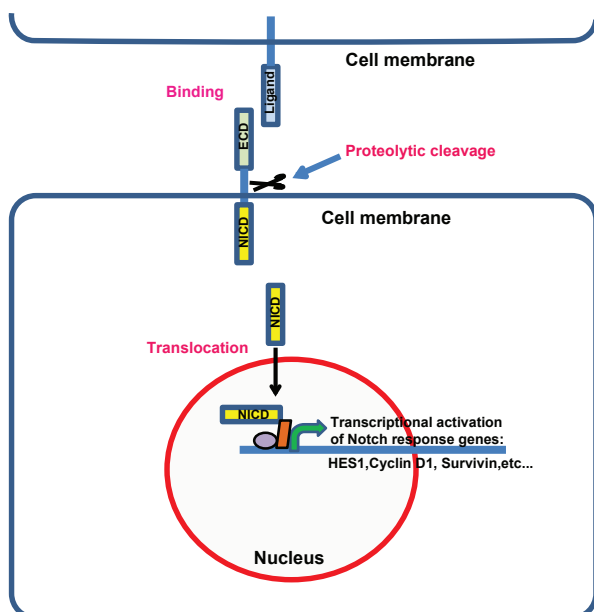 Cell membrane
Ligand
Binding
ECD
Proteolytic cleavage
Cell membrane
NICD
NICD
Translocation
NICD
Transcriptional activation
of Notch response genes:
HES1,Cyclin D1, Survivin,etc...
Nucleus